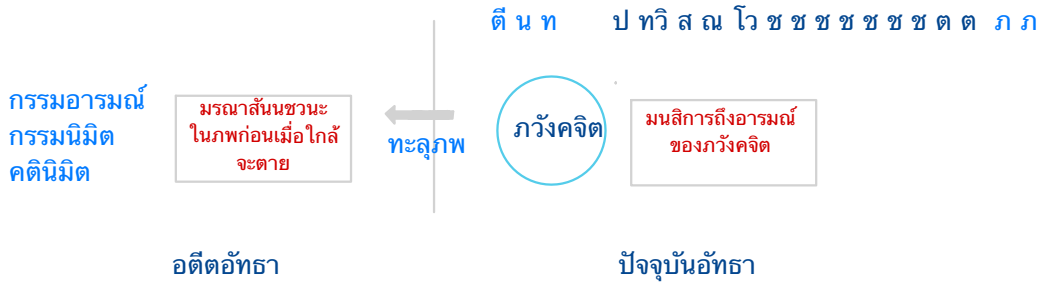 ตี น ท ป ทวิ ส ณ โว ช ช ช ช ช ช ช ต ต ภ ภ
กรรมอารมณ์
กรรมนิมิต
คตินิมิต
มรณาสันนชวนะ
ในภพก่อนเมื่อใกล้
จะตาย
ทะลุภพ
ภวังคจิต
มนสิการถึงอารมณ์
ของภวังคจิต
อตีตอัทธา
ปัจจุบันอัทธา